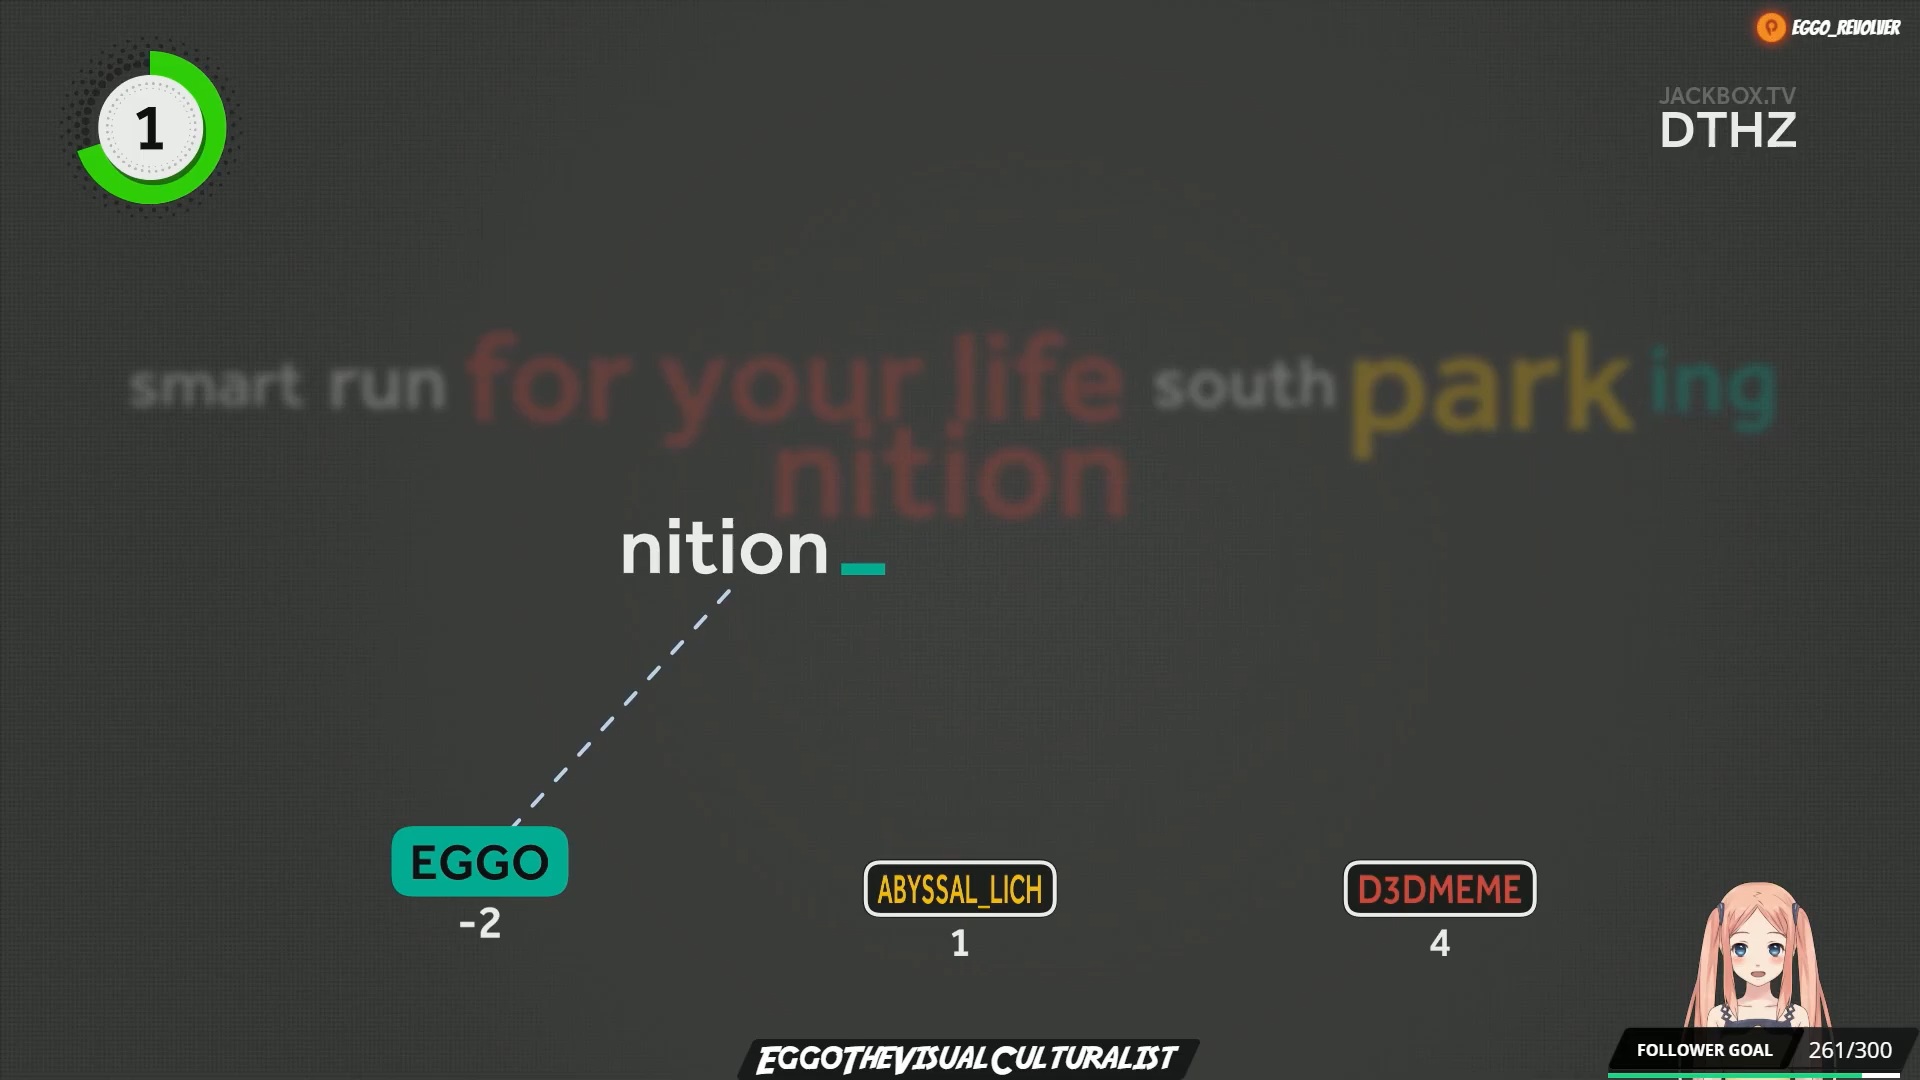 EGGO_REVOLVER
1
JACKBOX.TV
DTHZ
smart run for your life south park ing
nition
nition_
EGGO
-2
ABYSSAL_LICH
1
D3DMEME
4
EGGOTHEVISUALCULTURALIST
FOLLOWER GOAL 261/300